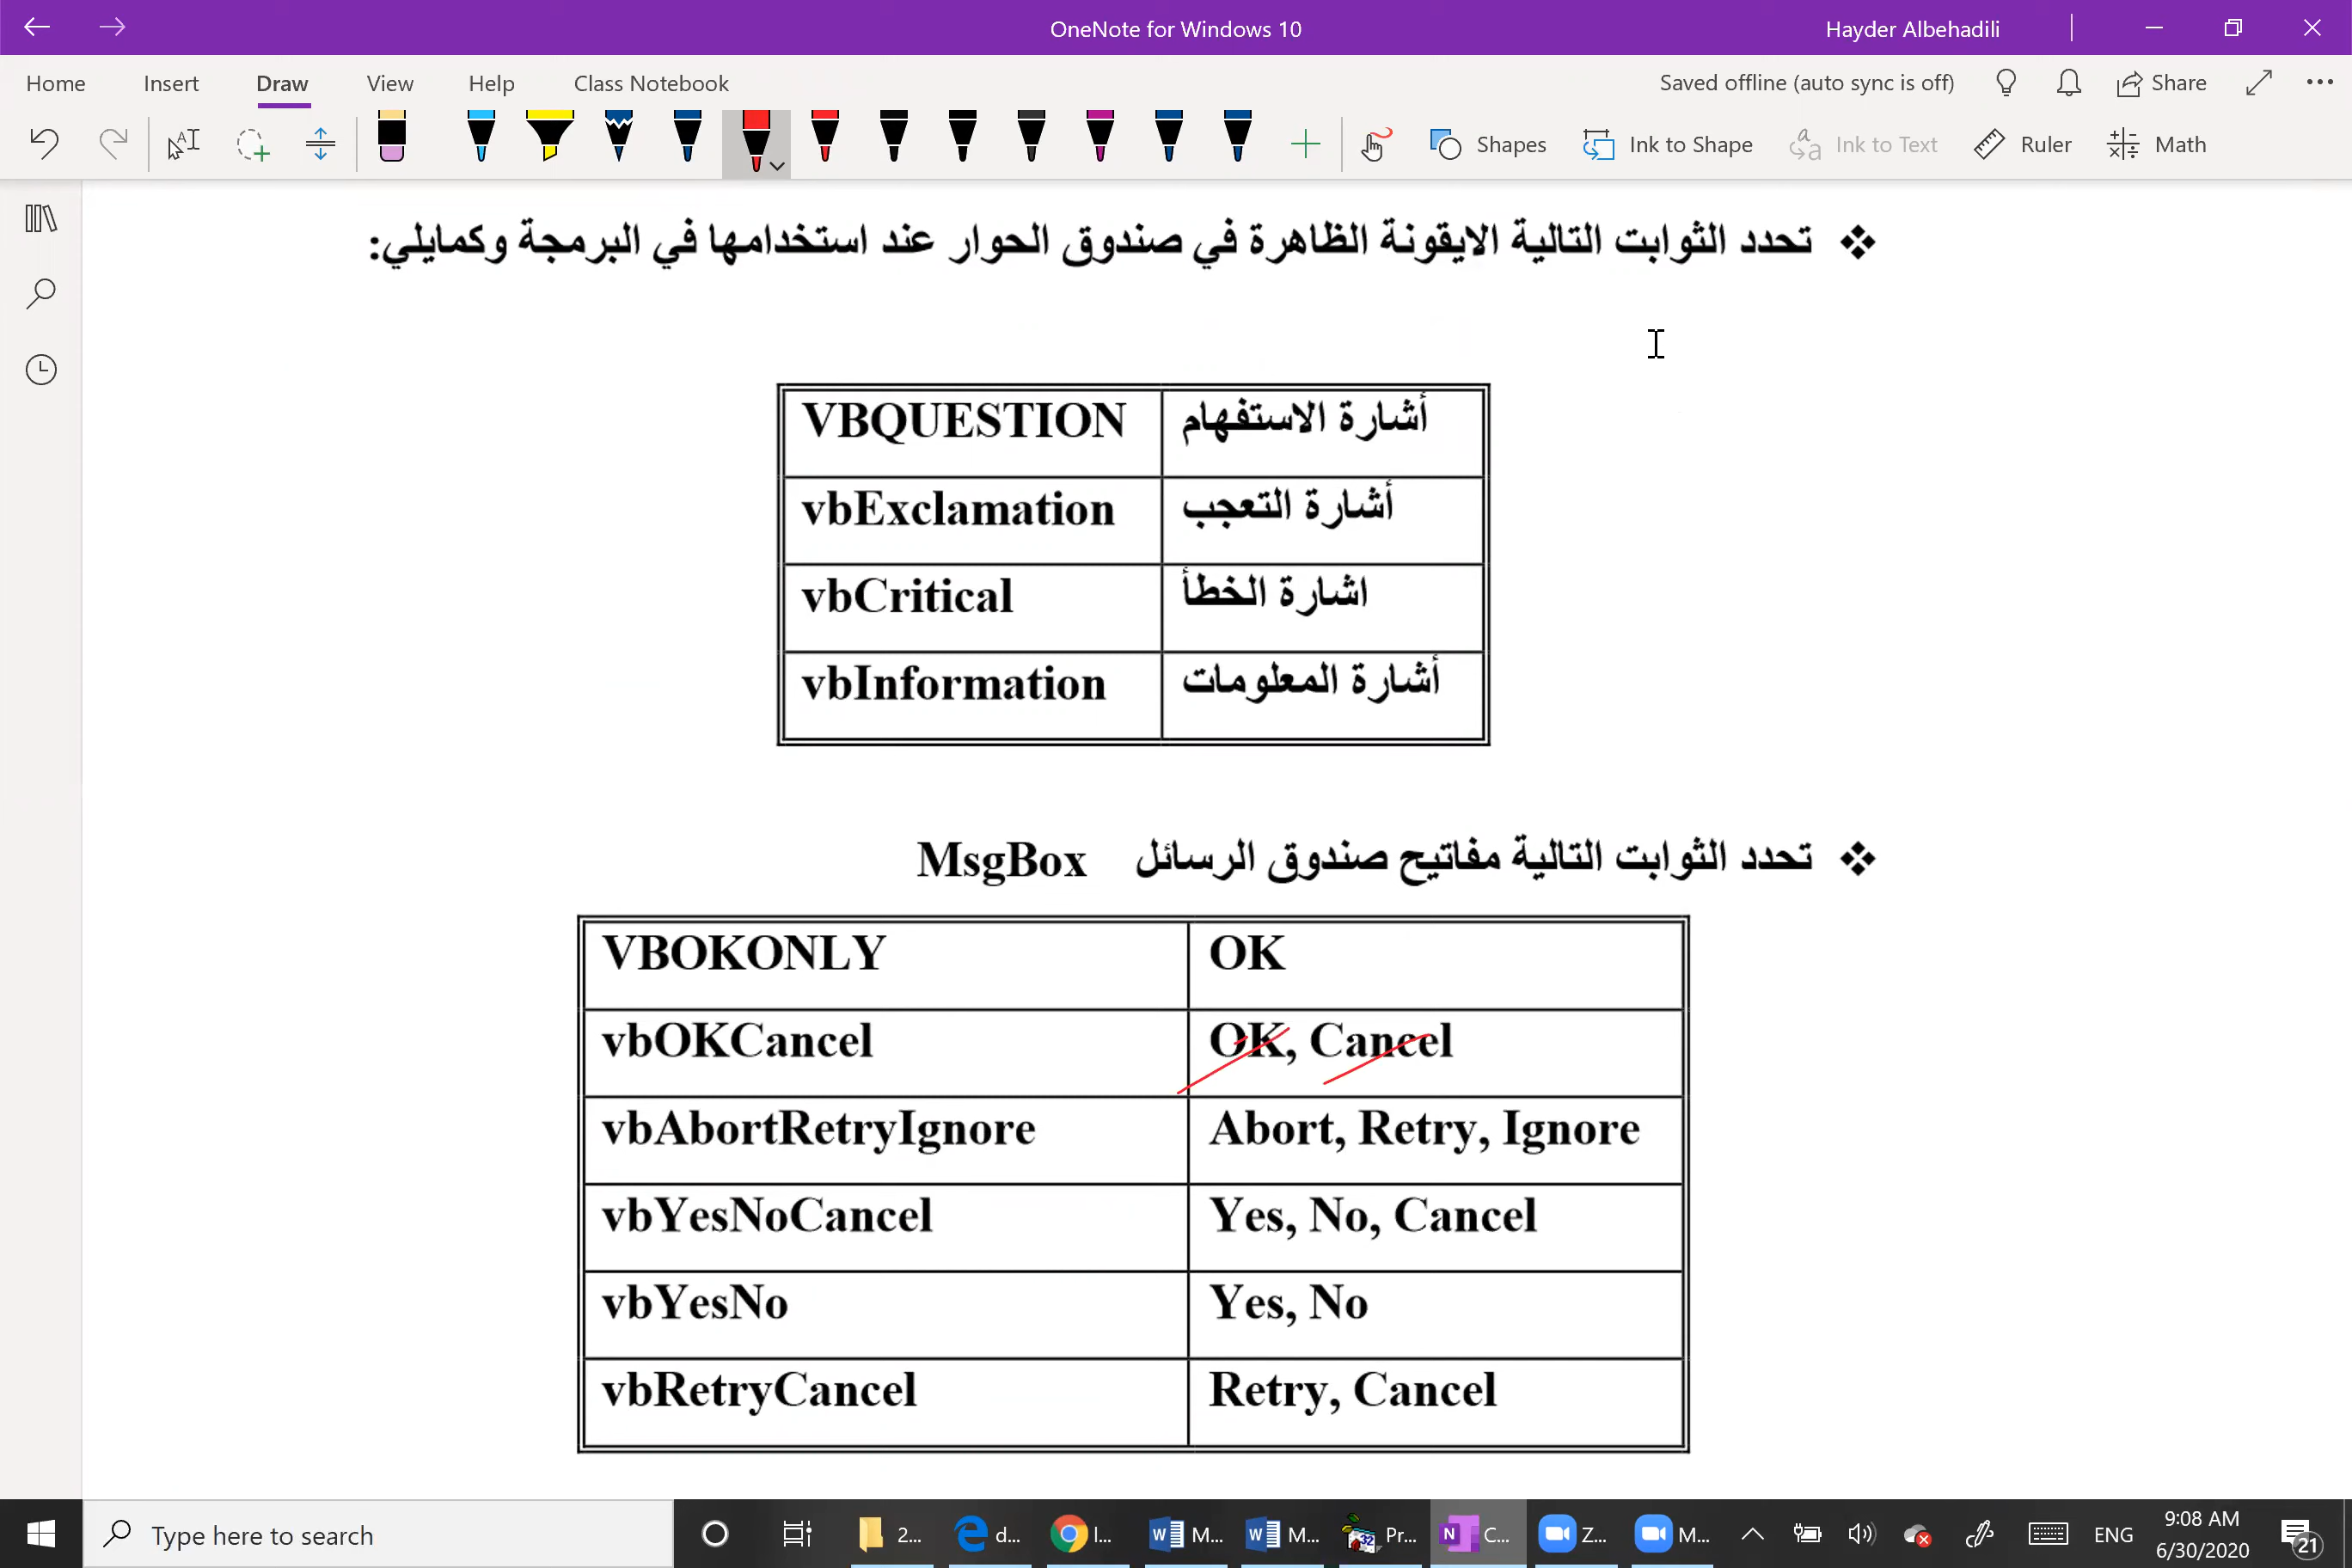 OneNote for Windows 10
Hayder Albehadili
Home Insert Draw View Help Class Notebook
Saved offline (auto sync is off) Share
Shapes Ink to Shape Ink to Text Ruler Math
❖ تحدد الثوابت التالية الايقونة الظاهرة في صندوق الحوار عند استخدامها في البرمجة وكمايلي:
VBQUESTION أشارة الاستفهام
vbExclamation أشارة التعجب
vbCritical اشارة الخطأ
vbInformation أشارة المعلومات
❖ تحدد الثوابت التالية مفاتيح صندوق الرسائل MsgBox
VBOKONLY OK
vbOKCancel OK, Cancel
vbAbortRetryIgnore Abort, Retry, Ignore
vbYesNoCancel Yes, No, Cancel
vbYesNo Yes, No
vbRetryCancel Retry, Cancel
Type here to search
2... d... l... M... M... Pr... C... Z... M...
ENG
9:08 AM
6/30/2020
21